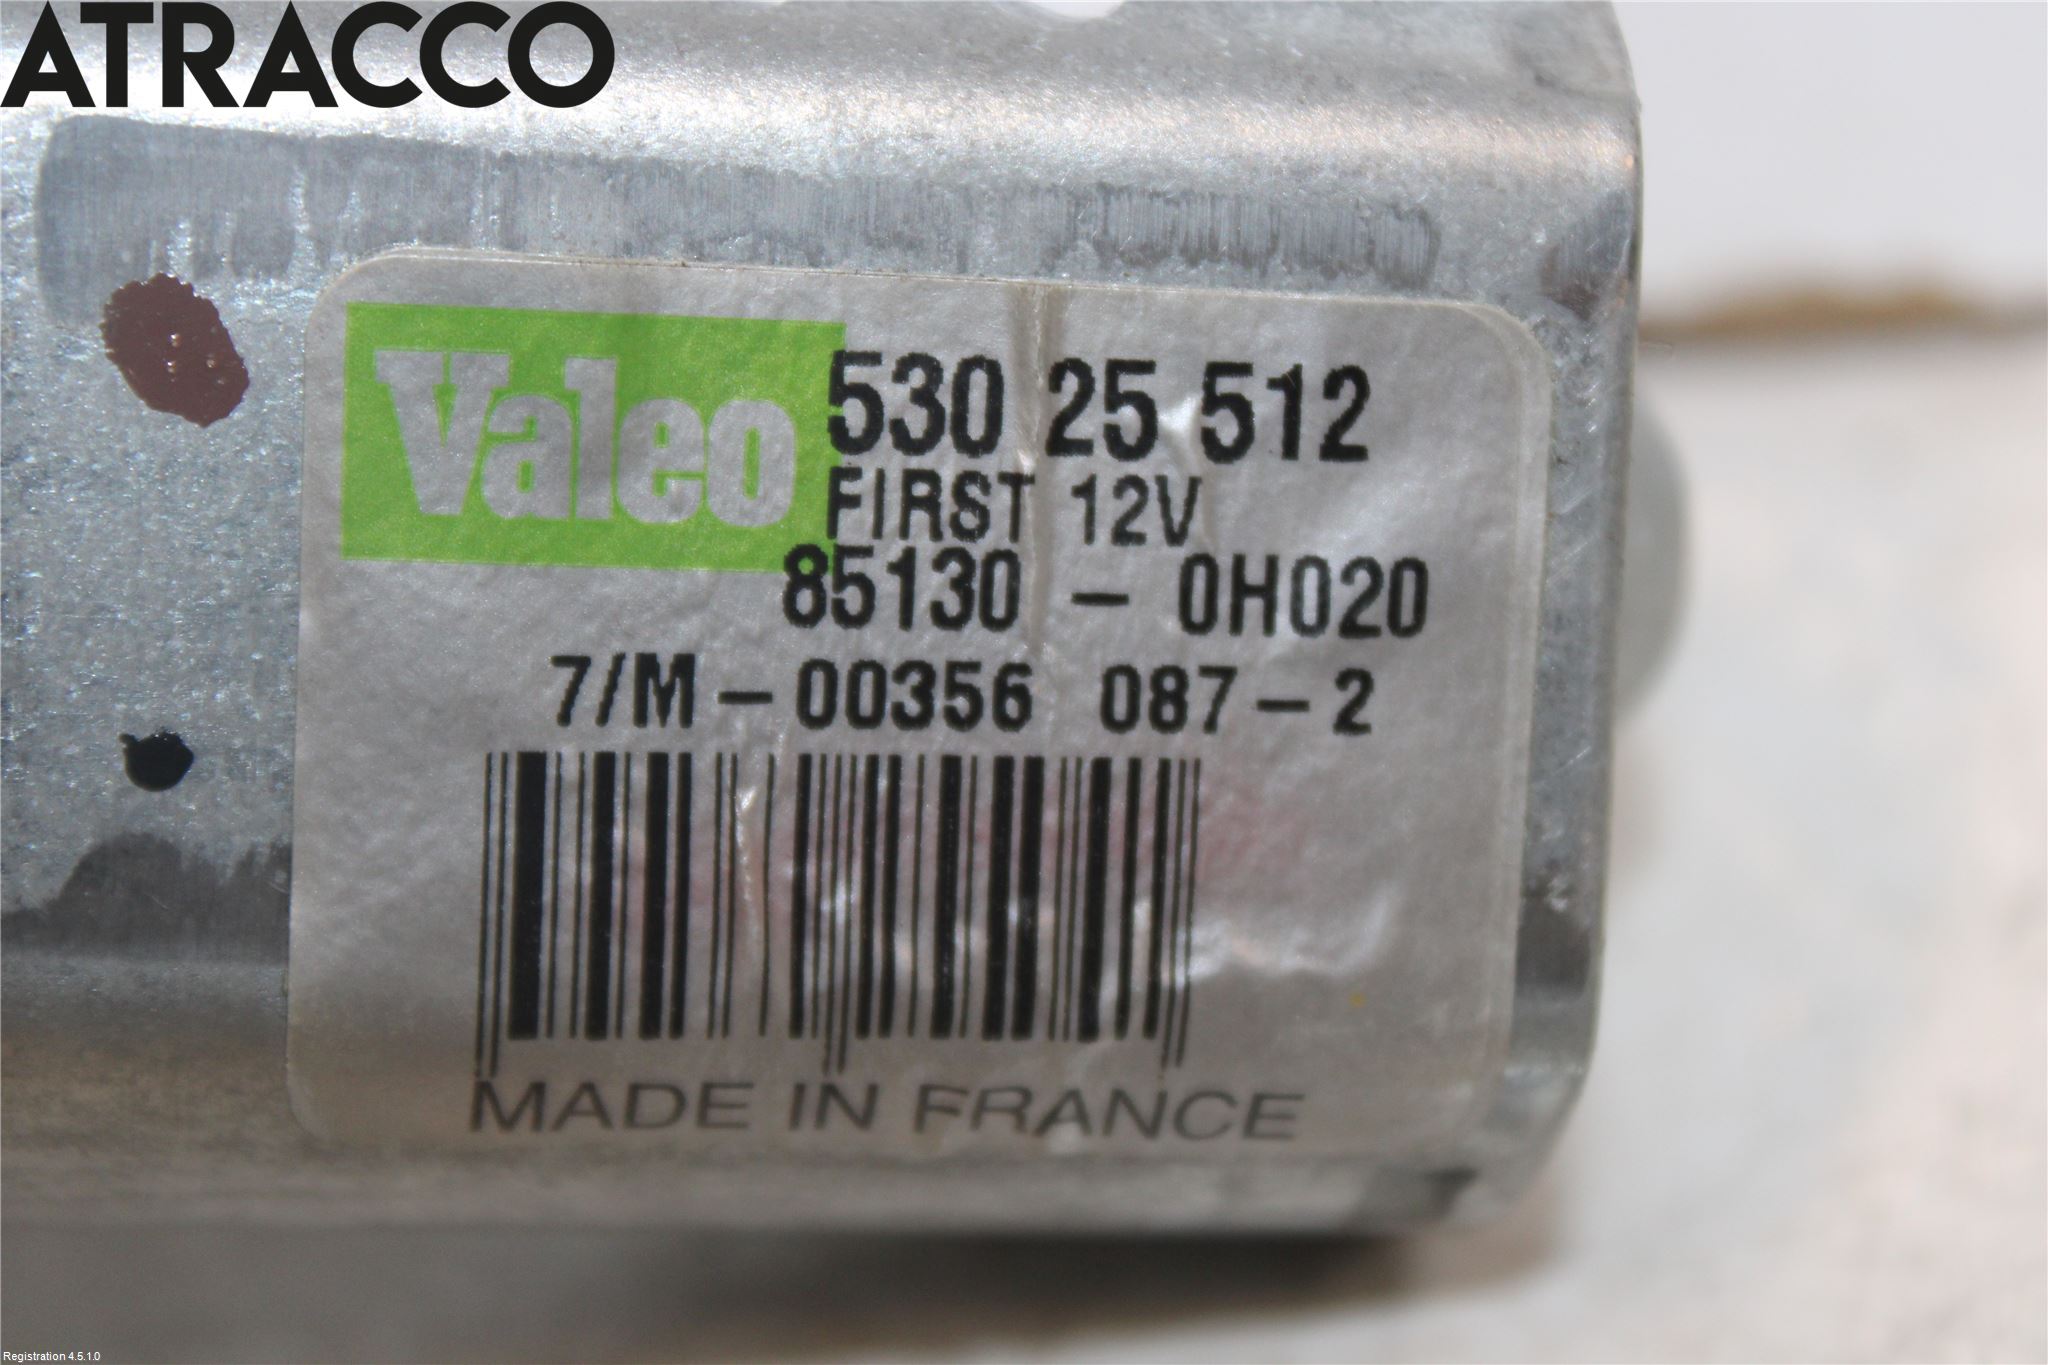 ATRACCO
Valeo 530 25 512
FIRST 12V
85130 - 0H020
7/M - 00356 087 - 2
MADE IN FRANCE
Registration 4.5.1.0